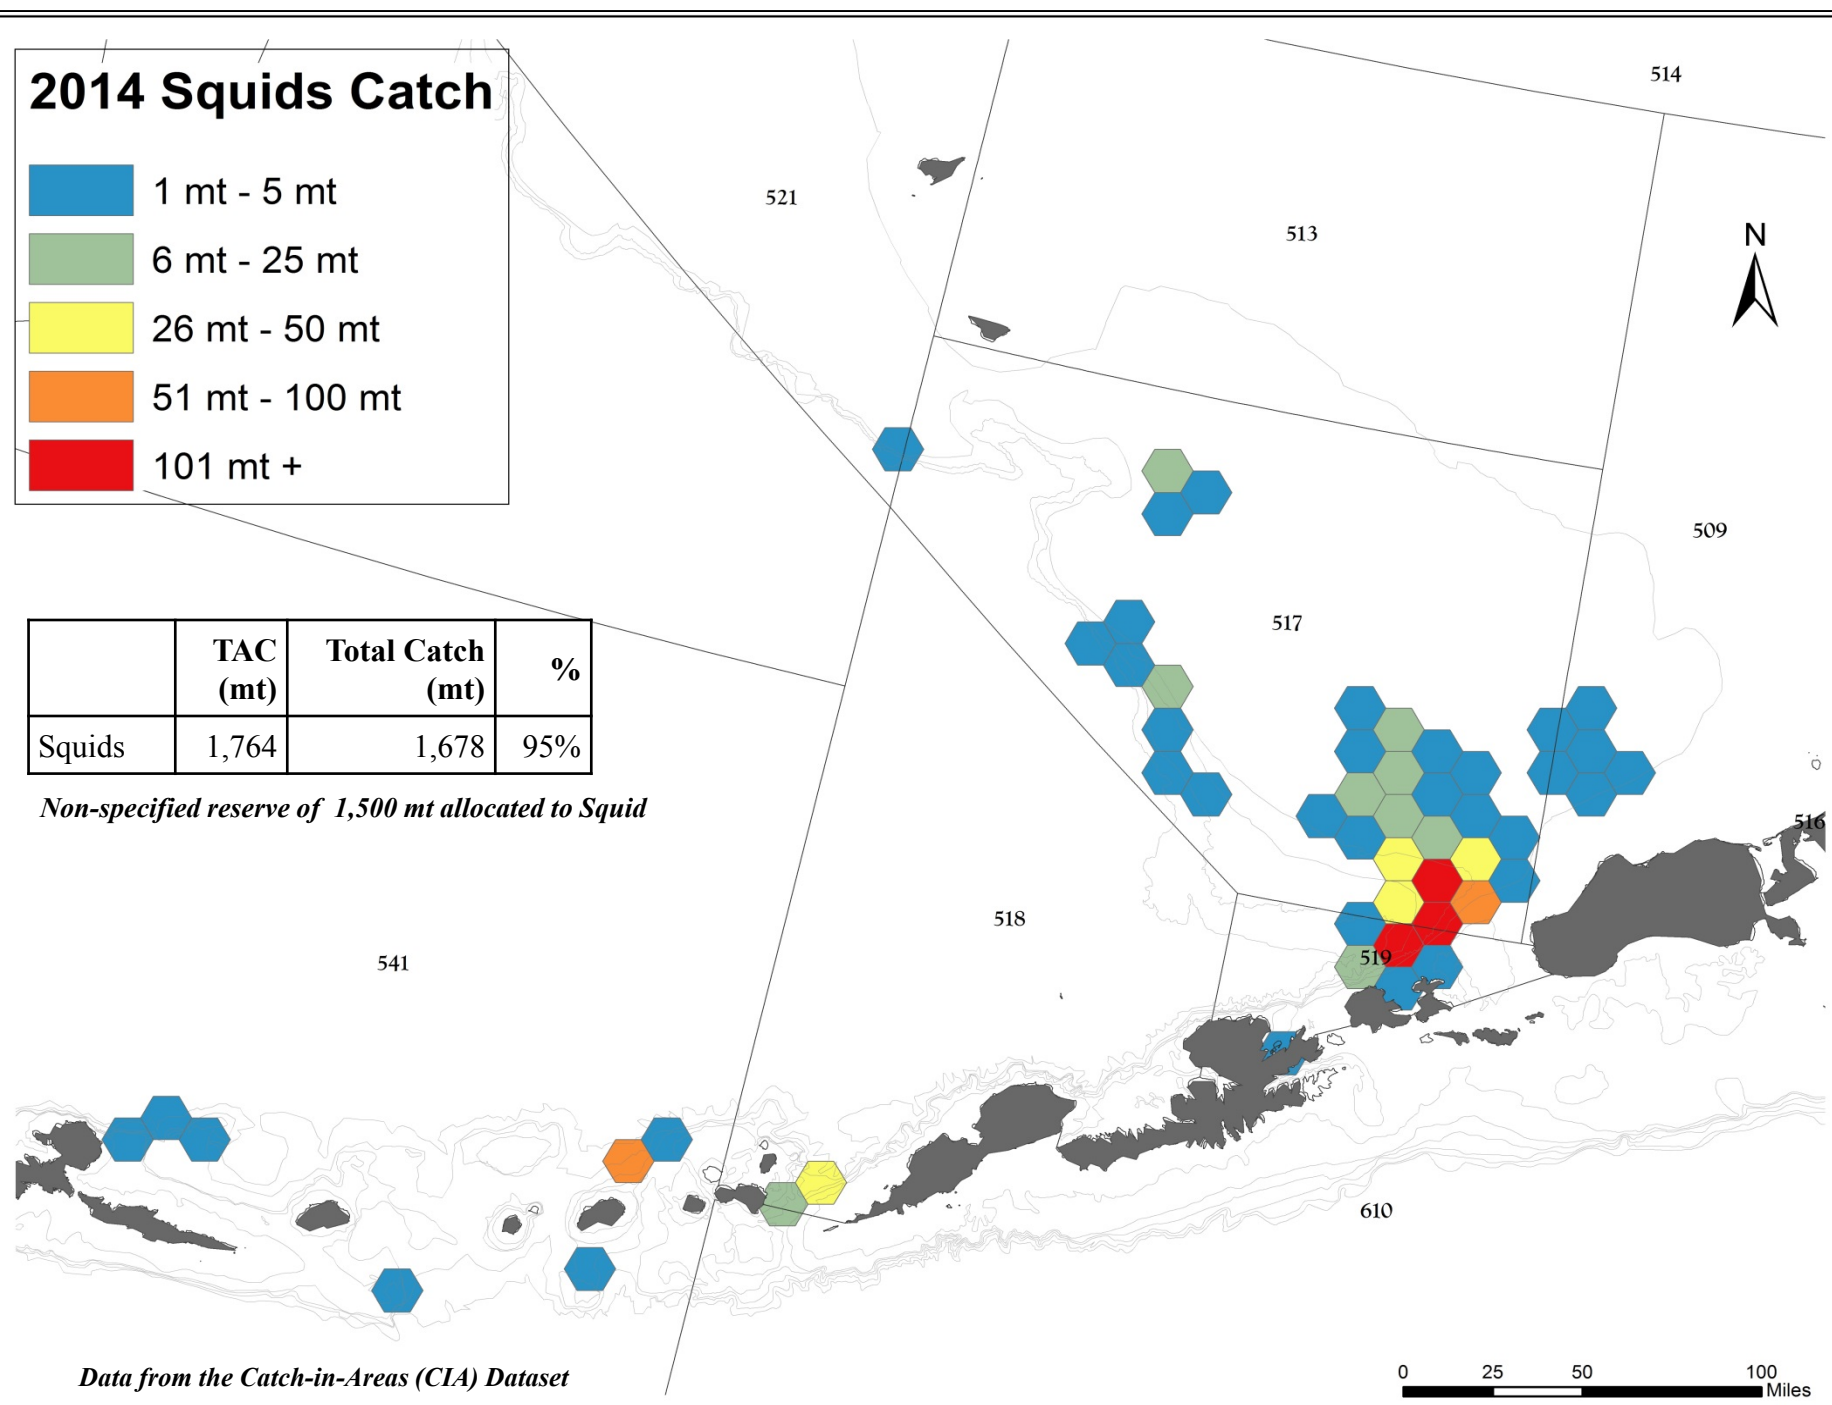 2014 Squids Catch
1 mt - 5 mt
6 mt - 25 mt
26 mt - 50 mt
51 mt - 100 mt
101 mt +
514
521
513
N
509
517
TAC Total Catch %
(mt) (mt)
Squids 1,764 1,678 95%
Non-specified reserve of 1,500 mt allocated to Squid
516
518
519
541
610
Data from the Catch-in-Areas (CIA) Dataset
0 25 50 100
Miles